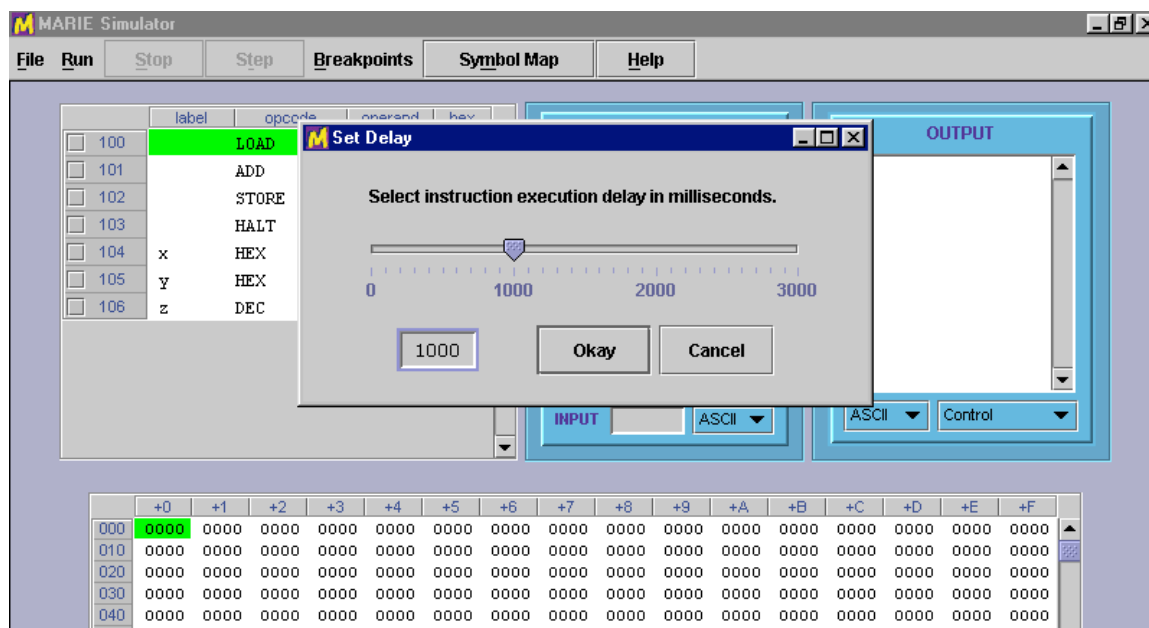 MARIE Simulator
File Run Stop Step Breakpoints Symbol Map Help
label opcode operand hex
100 LOAD
101 ADD
102 STORE
103 HALT
104 x HEX
105 y HEX
106 z DEC
Set Delay
Select instruction execution delay in milliseconds.
0 1000 2000 3000
1000 Okay Cancel
OUTPUT
INPUT ASCII
ASCII Control
+0 +1 +2 +3 +4 +5 +6 +7 +8 +9 +A +B +C +D +E +F
000 0000 0000 0000 0000 0000 0000 0000 0000 0000 0000 0000 0000 0000 0000 0000 0000
010 0000 0000 0000 0000 0000 0000 0000 0000 0000 0000 0000 0000 0000 0000 0000 0000
020 0000 0000 0000 0000 0000 0000 0000 0000 0000 0000 0000 0000 0000 0000 0000 0000
030 0000 0000 0000 0000 0000 0000 0000 0000 0000 0000 0000 0000 0000 0000 0000 0000
040 0000 0000 0000 0000 0000 0000 0000 0000 0000 0000 0000 0000 0000 0000 0000 0000